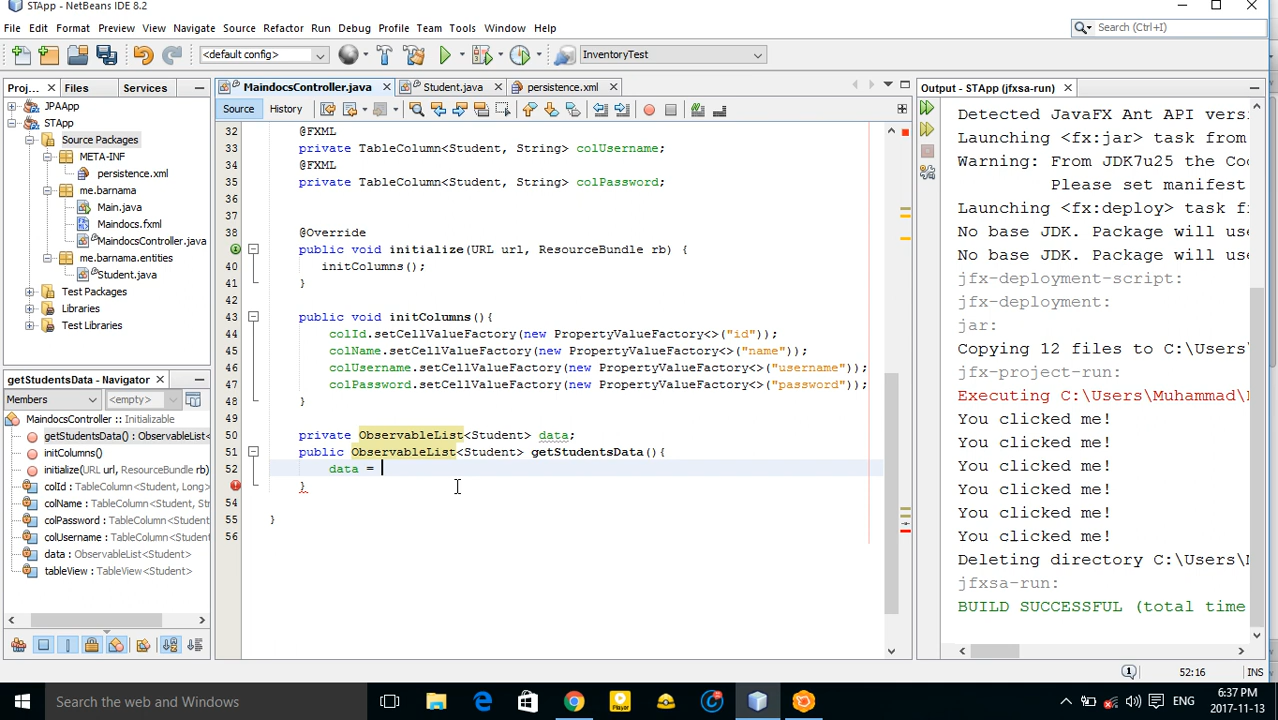 STApp - NetBeans IDE 8.2
File Edit Format Preview View Navigate Source Refactor Run Debug Profile Team Tools Window Help
Search (Ctrl+I)
<default config>
InventoryTest
Proj...
Files
Services
MaindocsController.java
Student.java
persistence.xml
Output - STApp (jfxsa-run)
Source
History
JPAApp
STApp
Source Packages
META-INF
persistence.xml
me.barnama
Main.java
Maindocs.fxml
MaindocsController.java
me.barnama.entities
Student.java
Test Packages
Libraries
Test Libraries
getStudentsData - Navigator
Members
<empty>
MaindocsController :: Initializable
getStudentsData() : ObservableList<
initColumns()
initialize(URL url, ResourceBundle rb)
colId : TableColumn<Student, Long>
colName : TableColumn<Student, Str
colPassword : TableColumn<Student
colUsername : TableColumn<Student
data : ObservableList<Student>
tableView : TableView<Student>
32 @FXML
33 private TableColumn<Student, String> colUsername;
34 @FXML
35 private TableColumn<Student, String> colPassword;
36
37
38 @Override
public void initialize(URL url, ResourceBundle rb) {
40 initColumns();
41 }
42
43 public void initColumns(){
44 colId.setCellValueFactory(new PropertyValueFactory<>("id"));
45 colName.setCellValueFactory(new PropertyValueFactory<>("name"));
46 colUsername.setCellValueFactory(new PropertyValueFactory<>("username"));
47 colPassword.setCellValueFactory(new PropertyValueFactory<>("password"));
48 }
49
50 private ObservableList<Student> data;
51 public ObservableList<Student> getStudentsData(){
52 data =
}
54
55 }
56
Detected JavaFX Ant API versi
Launching <fx:jar> task from
Warning: From JDK7u25 the Cod
Please set manifest
Launching <fx:deploy> task fr
No base JDK. Package will use
No base JDK. Package will use
jfx-deployment-script:
jfx-deployment:
jar:
Copying 12 files to C:\Users\
jfx-project-run:
Executing C:\Users\Muhammad\
You clicked me!
You clicked me!
You clicked me!
You clicked me!
You clicked me!
You clicked me!
Deleting directory C:\Users\M
jfxsa-run:
BUILD SUCCESSFUL (total time
1
52:16
INS
Search the web and Windows
Player
ENG
6:37 PM
2017-11-13